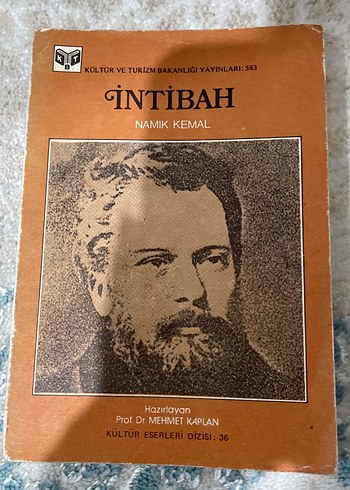 K T
B
KÜLTÜR VE TURİZM BAKANLIĞI YAYINLARI: 583
İNTİBAH
NAMIK KEMAL
Hazırlayan
Prof. Dr. MEHMET KAPLAN
KÜLTÜR ESERLERİ DİZİSİ: 36